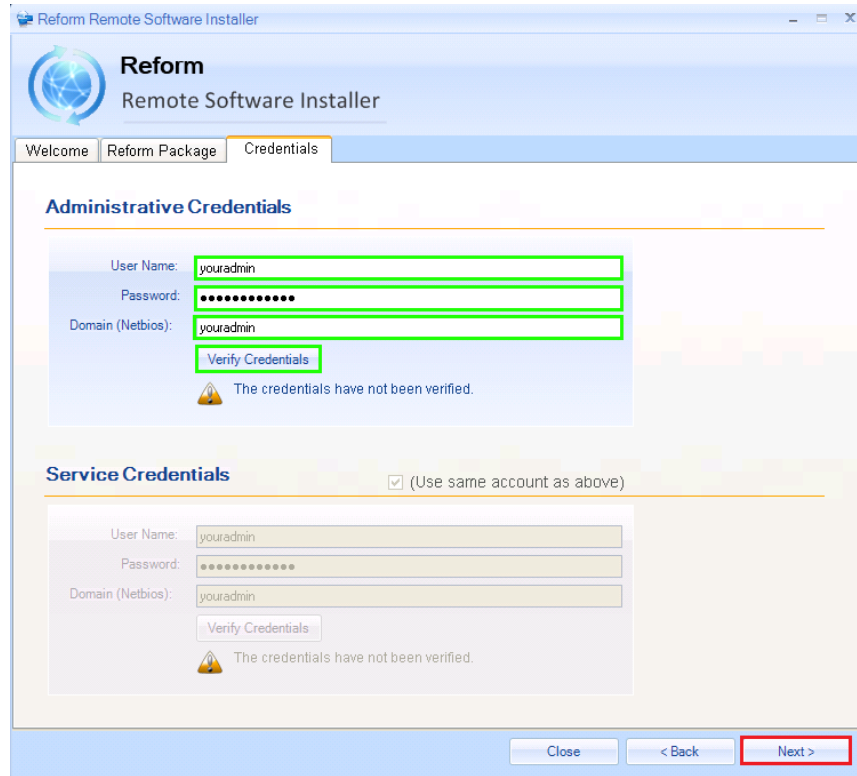 Reform Remote Software Installer
Reform
Remote Software Installer
Welcome Reform Package Credentials
Administrative Credentials
User Name: youradmin
Password: ●●●●●●●●●●●●
Domain (Netbios): youradmin
Verify Credentials
The credentials have not been verified.
Service Credentials (Use same account as above)
User Name: youradmin
Password: ●●●●●●●●●●●●
Domain (Netbios): youradmin
Verify Credentials
The credentials have not been verified.
Close < Back Next >